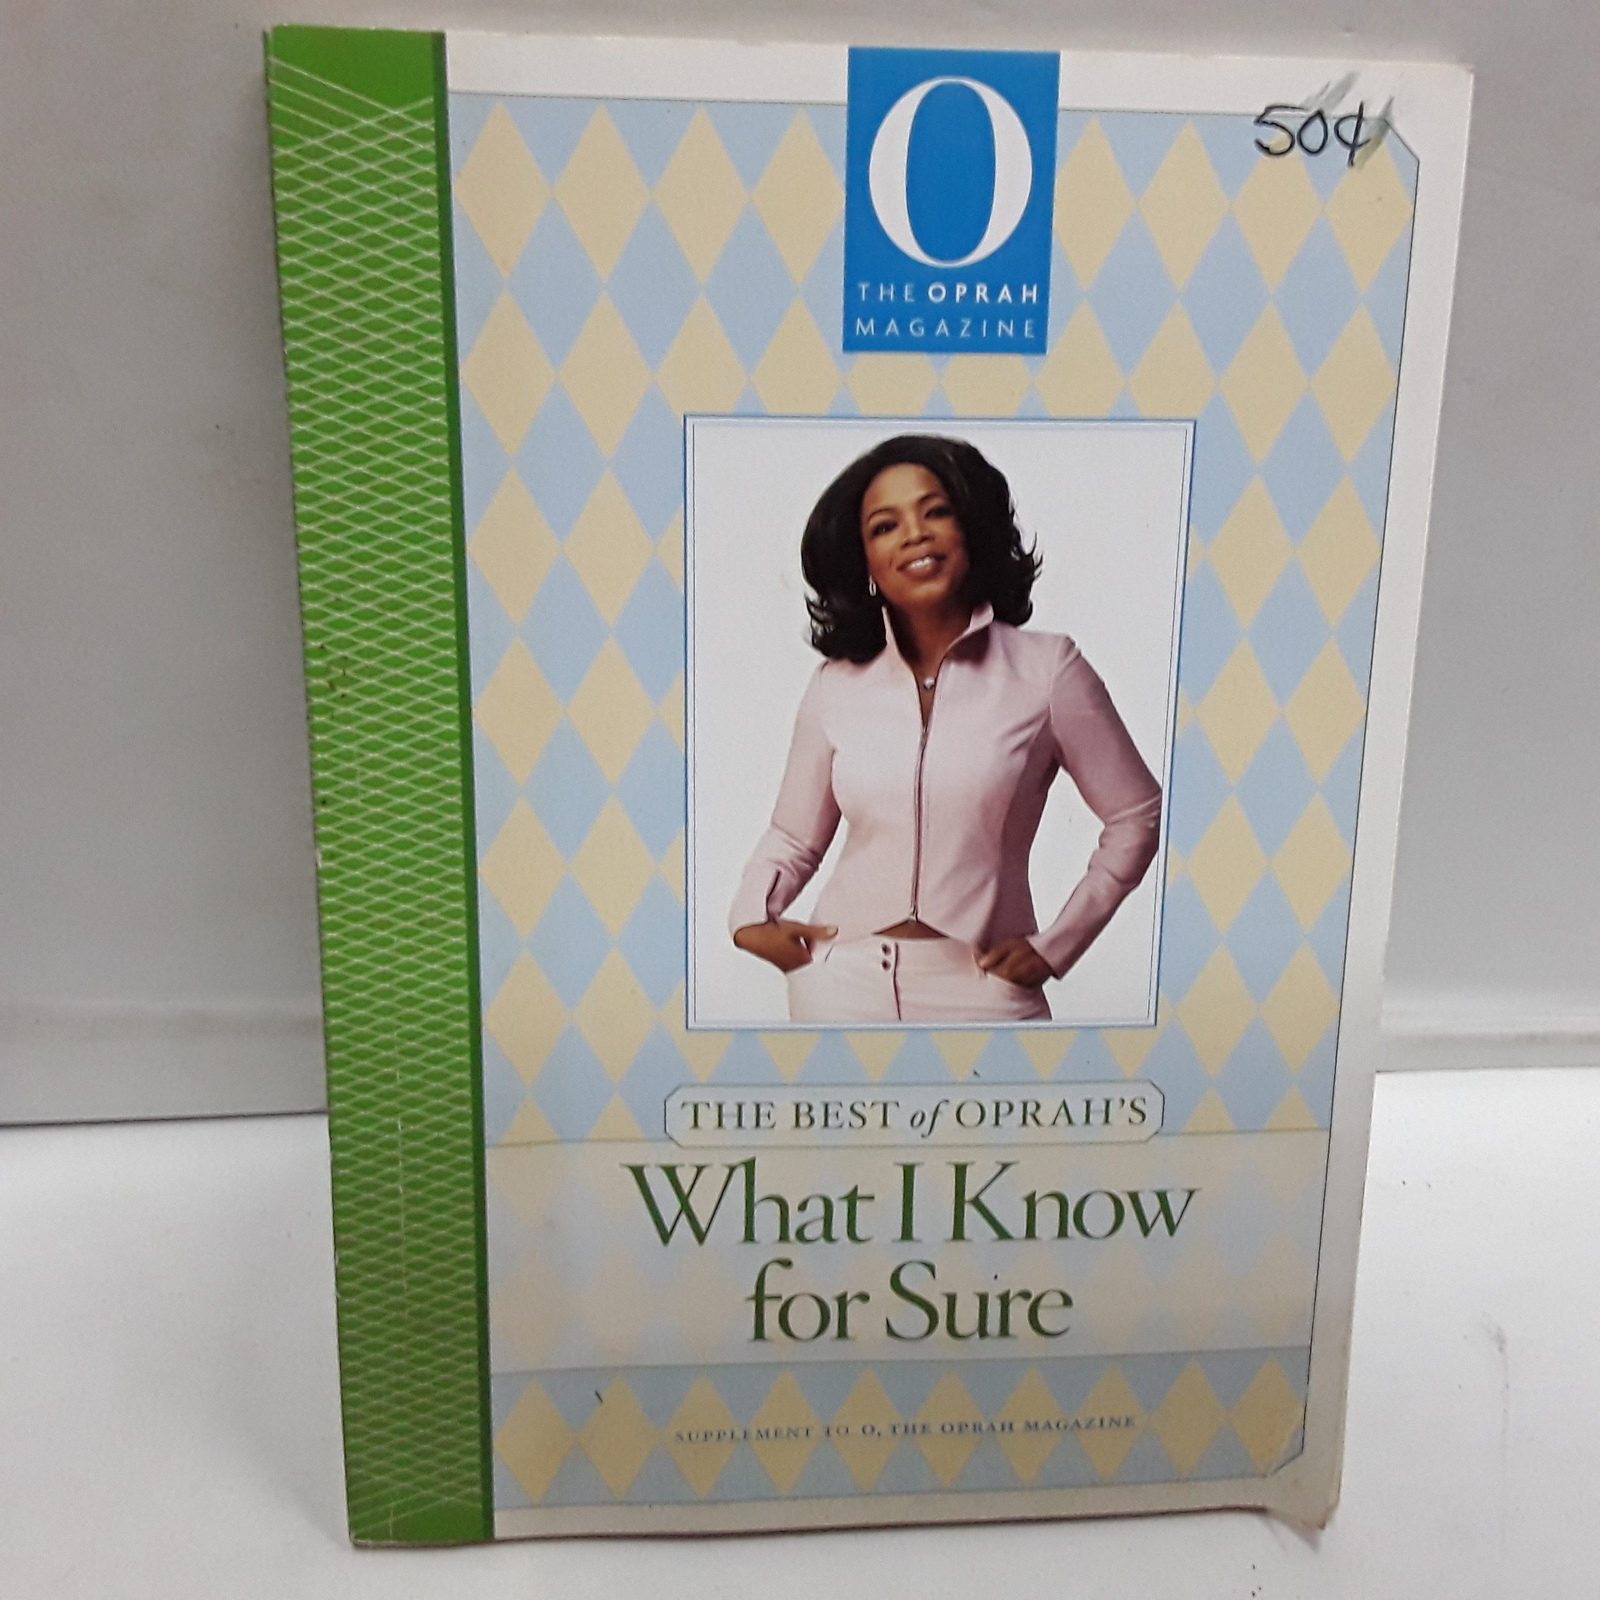 50¢
O
THE OPRAH
MAGAZINE
THE BEST of OPRAH'S
What I Know
for Sure
SUPPLEMENT TO O, THE OPRAH MAGAZINE